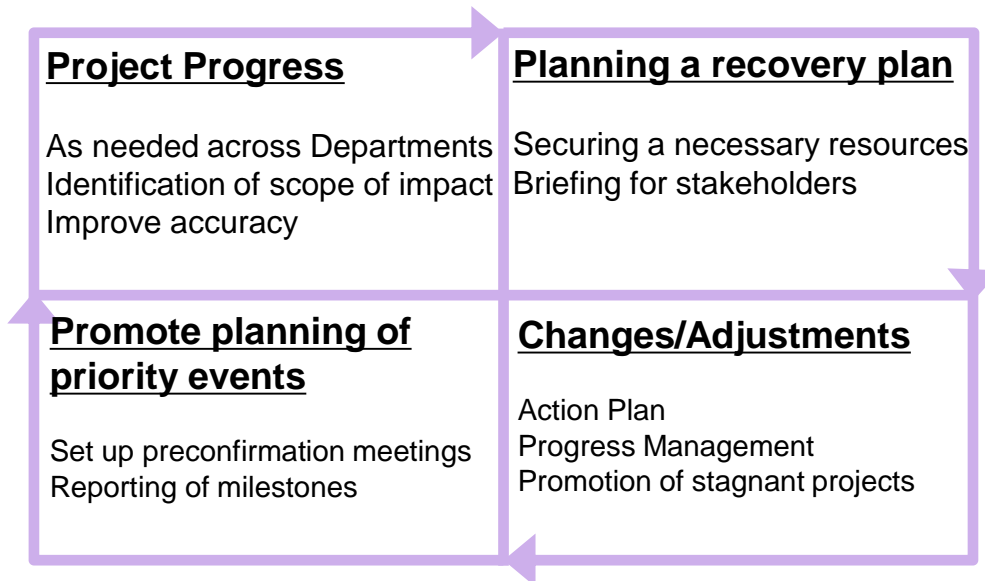 Project Progress
As needed across Departments
Identification of scope of impact
Improve accuracy
Planning a recovery plan
Securing a necessary resources
Briefing for stakeholders
Promote planning of
priority events
Set up preconfirmation meetings
Reporting of milestones
Changes/Adjustments
Action Plan
Progress Management
Promotion of stagnant projects